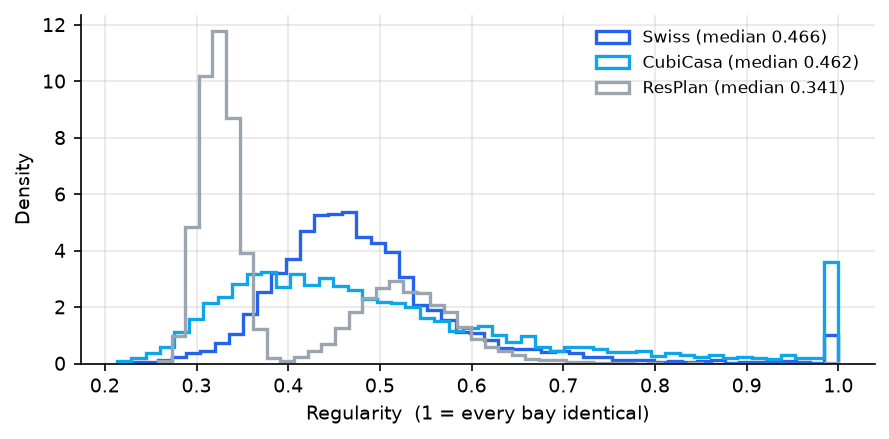 12
10
8
6
4
2
0
Density
Swiss (median 0.466)
CubiCasa (median 0.462)
ResPlan (median 0.341)
0.2 0.3 0.4 0.5 0.6 0.7 0.8 0.9 1.0
Regularity (1 = every bay identical)